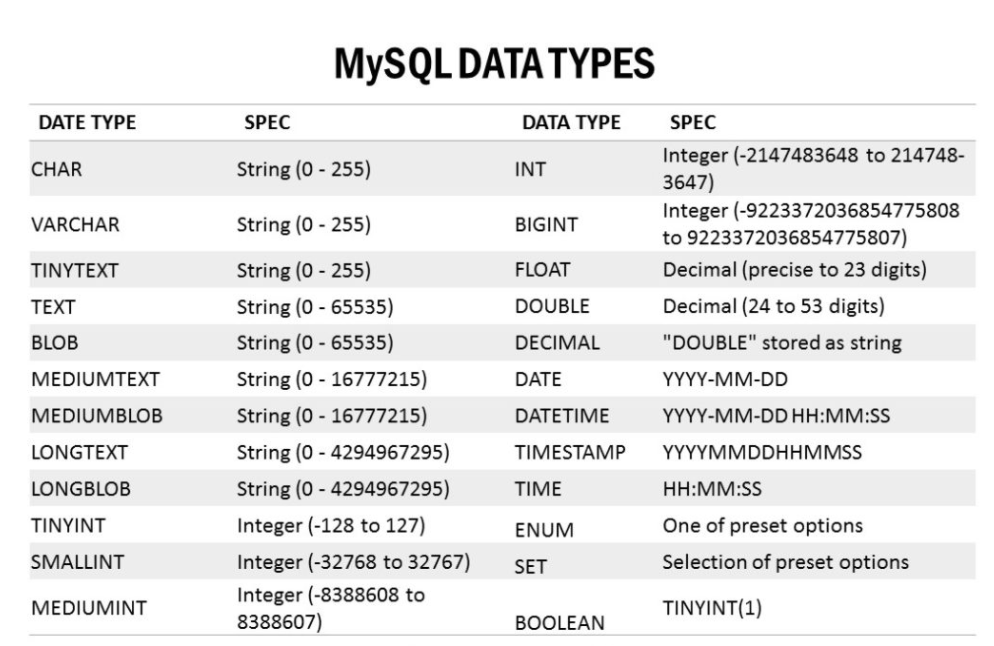 MySQL DATA TYPES
DATE TYPE SPEC DATA TYPE SPEC
CHAR String (0 - 255) INT Integer (-2147483648 to 214748-
3647)
VARCHAR String (0 - 255) BIGINT Integer (-9223372036854775808
to 9223372036854775807)
TINYTEXT String (0 - 255) FLOAT Decimal (precise to 23 digits)
TEXT String (0 - 65535) DOUBLE Decimal (24 to 53 digits)
BLOB String (0 - 65535) DECIMAL "DOUBLE" stored as string
MEDIUMTEXT String (0 - 16777215) DATE YYYY-MM-DD
MEDIUMBLOB String (0 - 16777215) DATETIME YYYY-MM-DD HH:MM:SS
LONGTEXT String (0 - 4294967295) TIMESTAMP YYYYMMDDHHMMSS
LONGBLOB String (0 - 4294967295) TIME HH:MM:SS
TINYINT Integer (-128 to 127) ENUM One of preset options
SMALLINT Integer (-32768 to 32767) SET Selection of preset options
MEDIUMINT Integer (-8388608 to
8388607) BOOLEAN TINYINT(1)